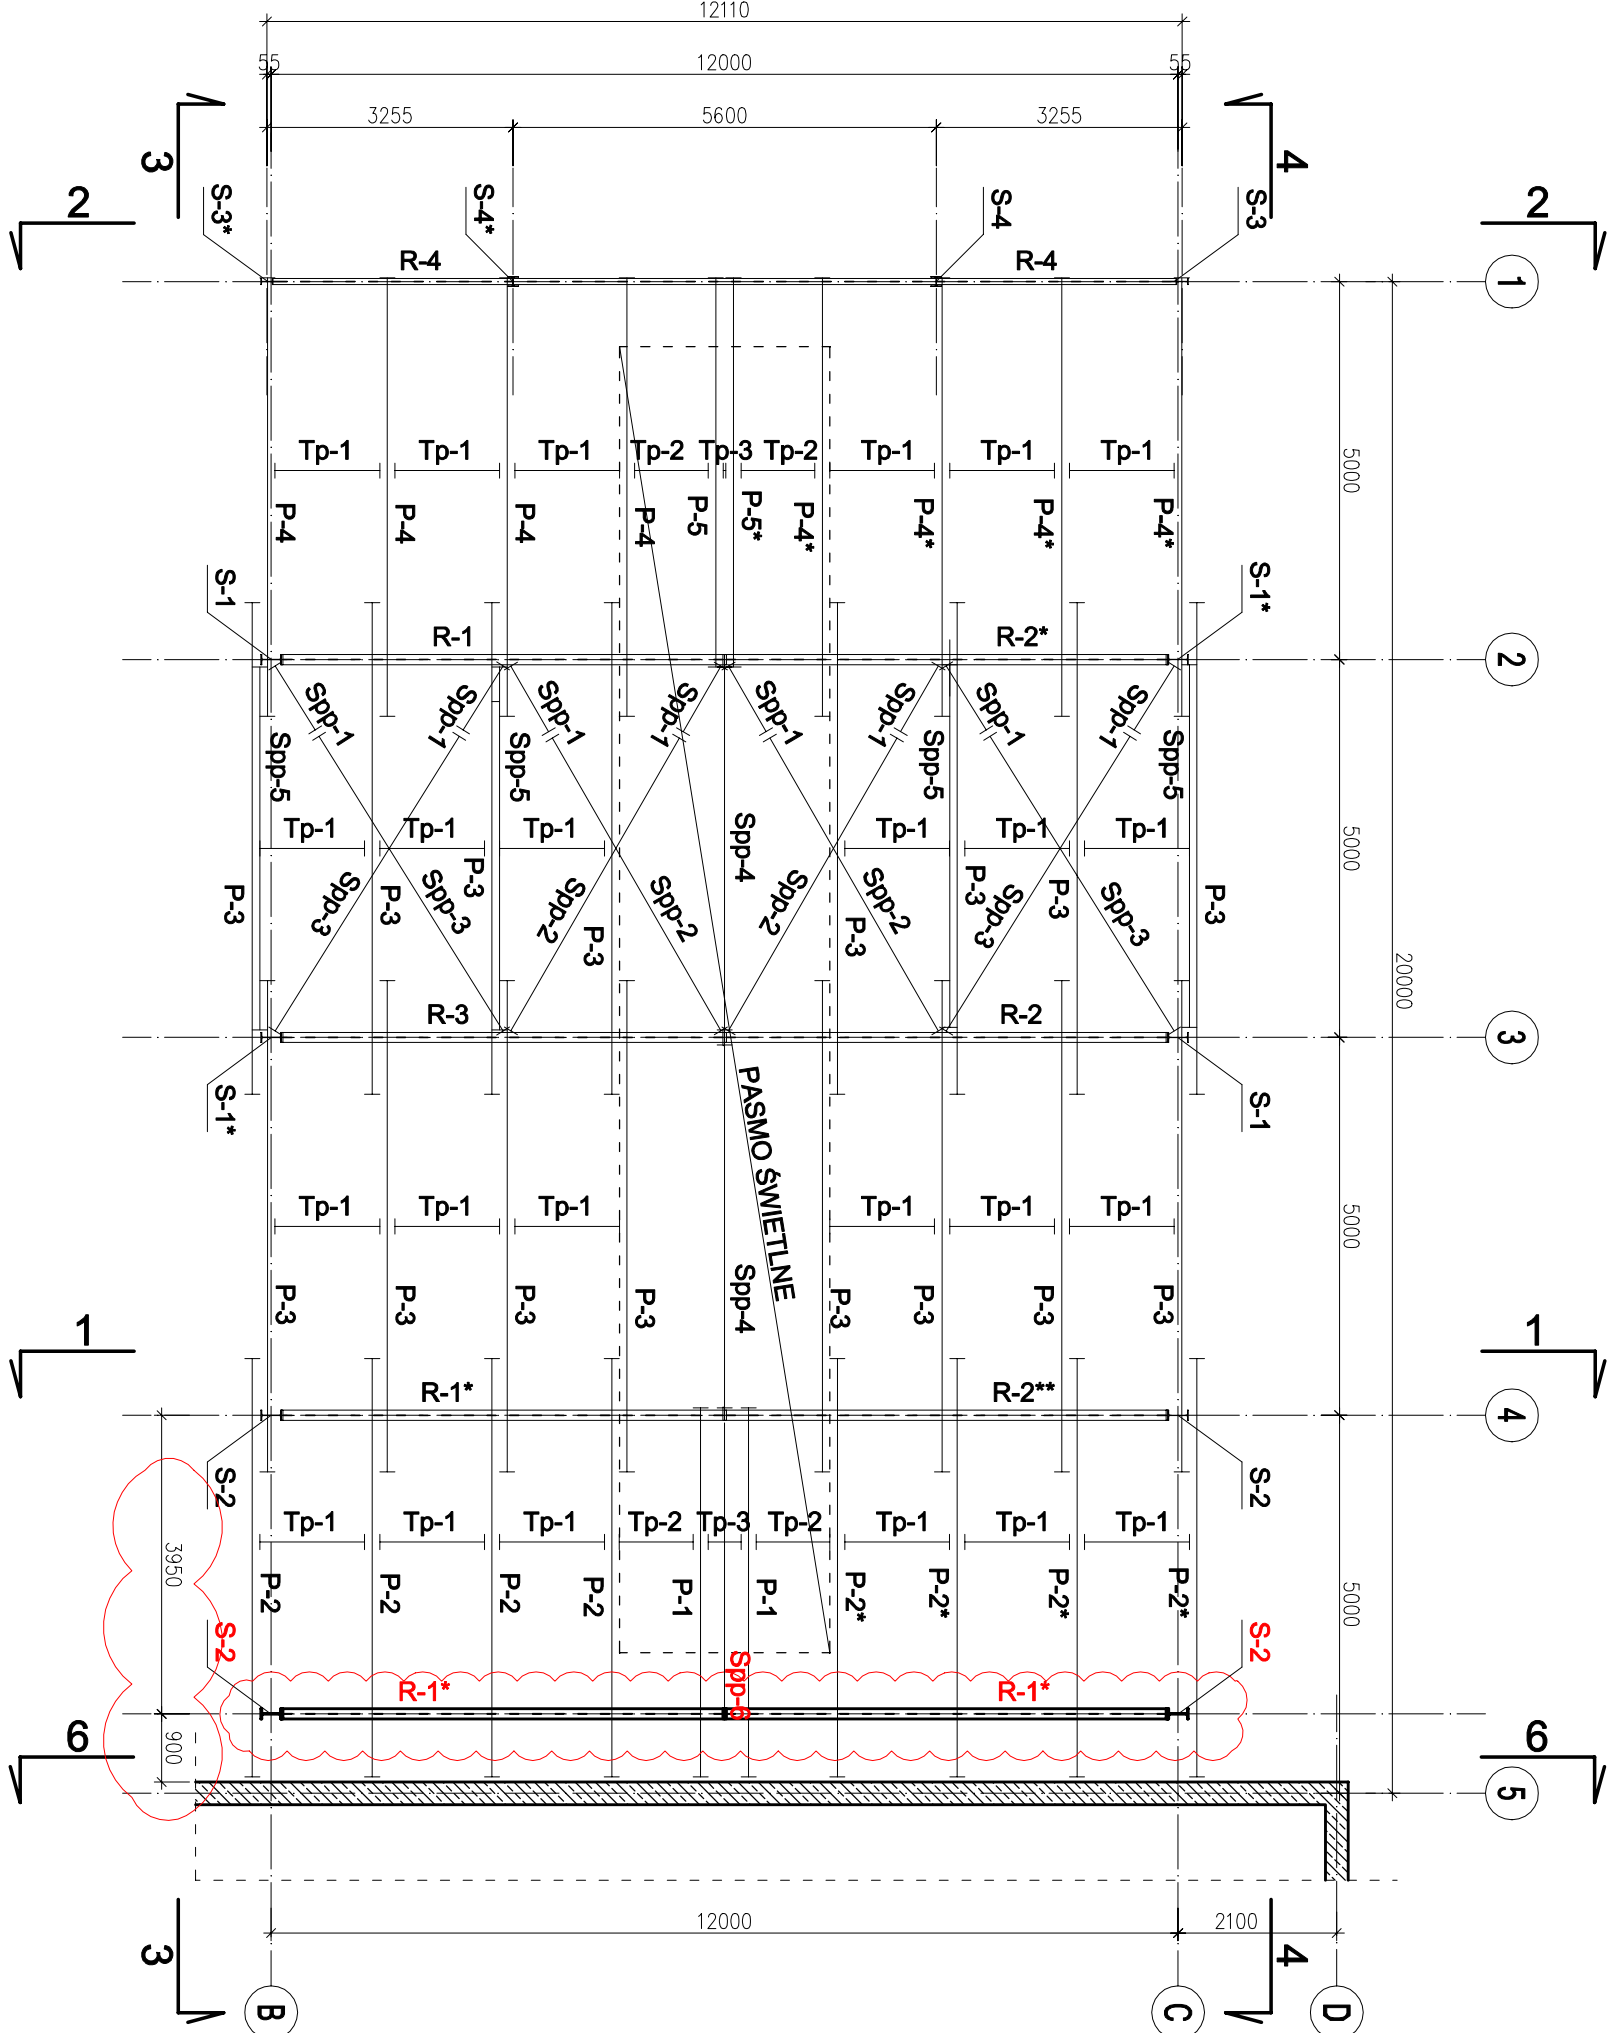 12110
55 12000 55
3255 5600 3255
3 4
2 2
S-3* S-4* S-4 S-3
R-4 R-4
1
Tp-1 Tp-1 Tp-1 Tp-2 Tp-3 Tp-2 Tp-1 Tp-1 Tp-1
5000
P-4 P-4 P-4 P-4 P-5 P-5* P-4* P-4* P-4* P-4*
S-1 S-1*
R-1 R-2*
2
Spp-1 Spp-1 Spp-1 Spp-1 Spp-1 Spp-1 Spp-1 Spp-1
Spp-5 Spp-5 Spp-5 Spp-5
Tp-1 Tp-1 Tp-1 Spp-4 Tp-1 Tp-1 Tp-1
5000
P-3 Spp-3 P-3 Spp-3 P-3 Spp-2 P-3 Spp-2 Spp-2 P-3 Spp-2 P-3 Spp-3 P-3 Spp-3 P-3
20000
R-3 R-2
3
S-1* S-1
PASMO ŚWIETLNE
Tp-1 Tp-1 Tp-1 Tp-1 Tp-1 Tp-1
5000
P-3 P-3 P-3 P-3 Spp-4 P-3 P-3 P-3 P-3
1 1
R-1* R-2**
4
S-2 S-2
Tp-1 Tp-1 Tp-1 Tp-2 Tp-3 Tp-2 Tp-1 Tp-1 Tp-1
3950 5000
P-2 P-2 P-2 P-2 P-1 P-1 P-2* P-2* P-2* P-2*
S-2 Spp-6 S-2
R-1* R-1*
6 900 6
5
12000 2100
3 4
B C D